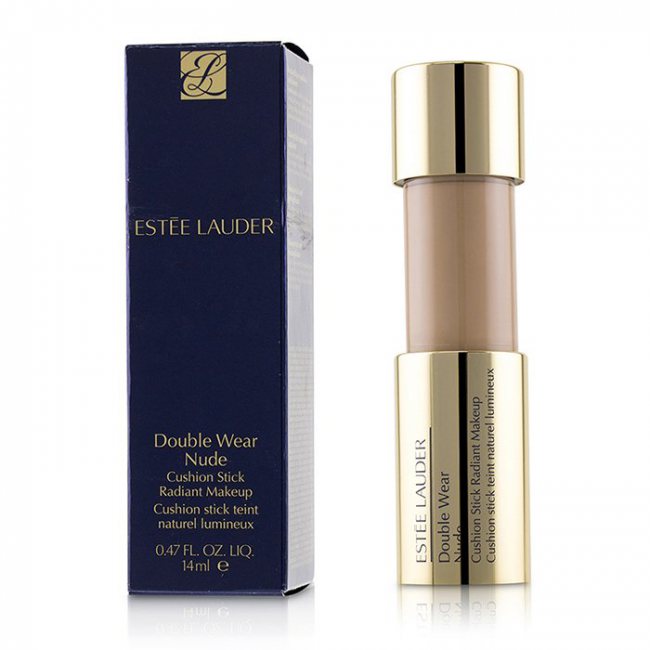 ESTĒE LAUDER
Double Wear
Nude
Cushion Stick
Radiant Makeup
Cushion stick teint
naturel lumineux
0.47 FL. OZ. LIQ.
14ml ℮
ESTĒE LAUDER
Double Wear
Nude
Cushion Stick Radiant Makeup
Cushion stick teint naturel lumineux